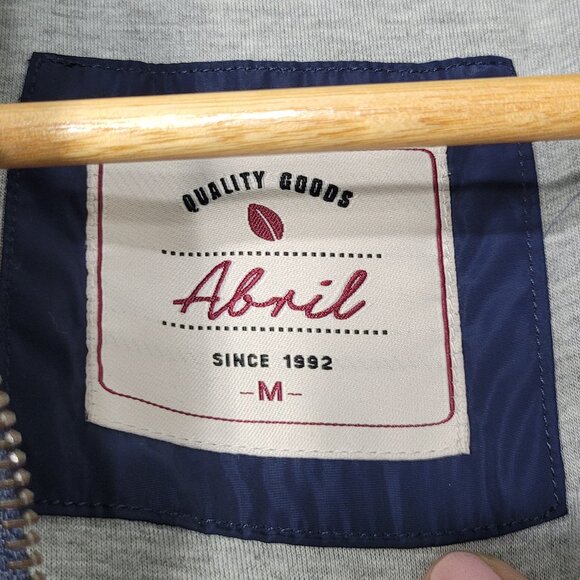 QUALITY GOODS
Abril
SINCE 1992
-M-